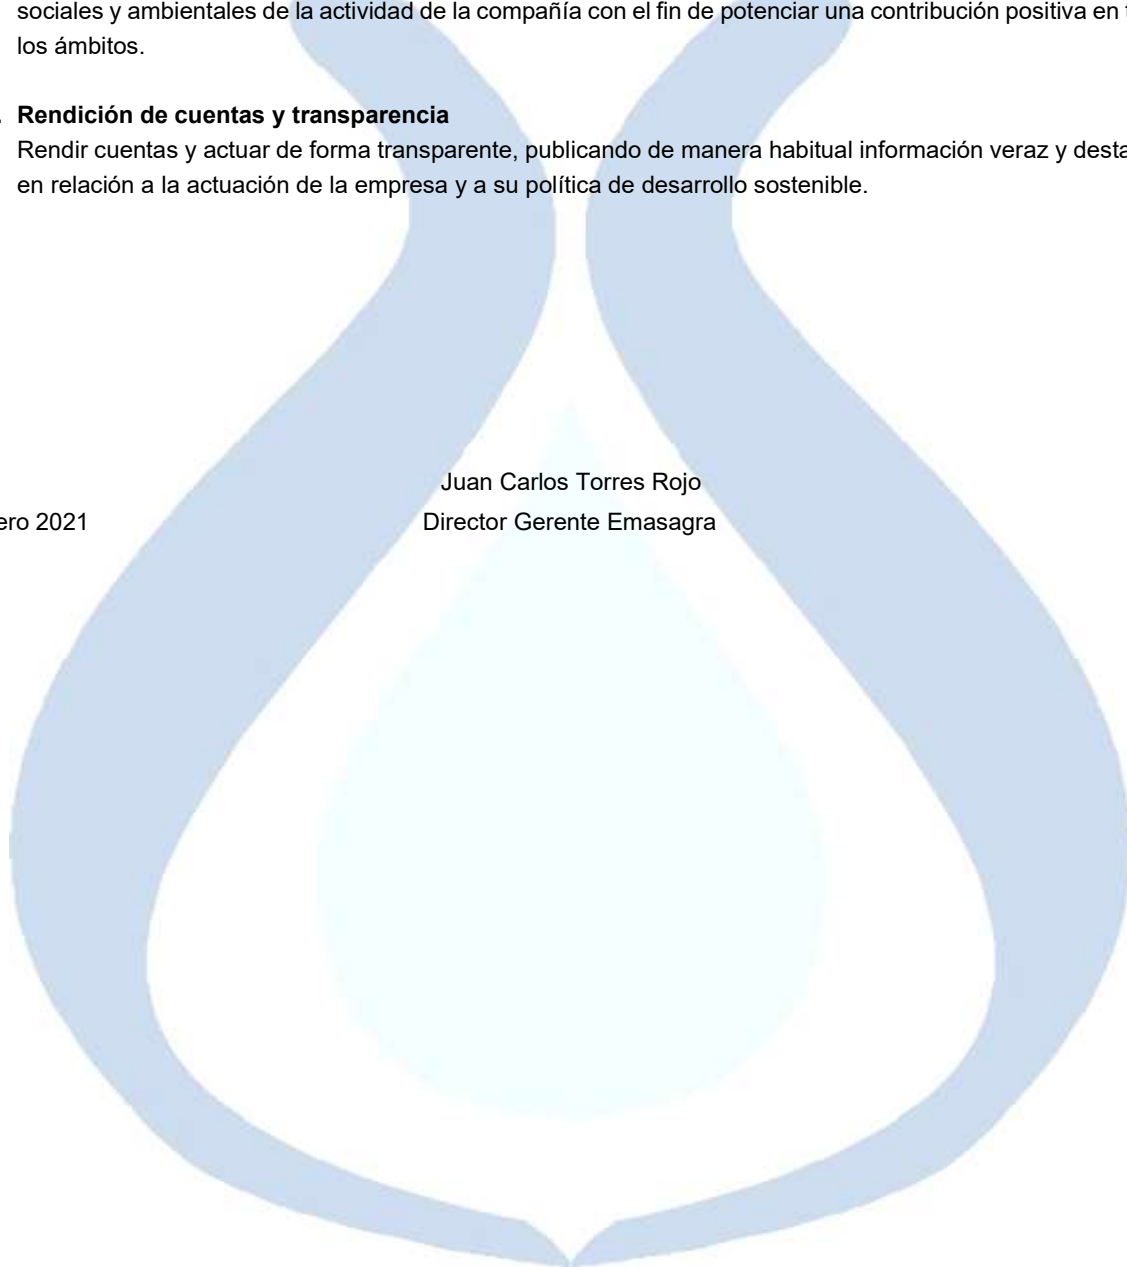 sociales y ambientales de la actividad de la compañía con el fin de potenciar una contribución positiva en
los ámbitos.
. Rendición de cuentas y transparencia
Rendir cuentas y actuar de forma transparente, publicando de manera habitual información veraz y
en relación a la actuación de la empresa y a su política de desarrollo sostenible.
Juan Carlos Torres Rojo
2021 Director Gerente Emasagra